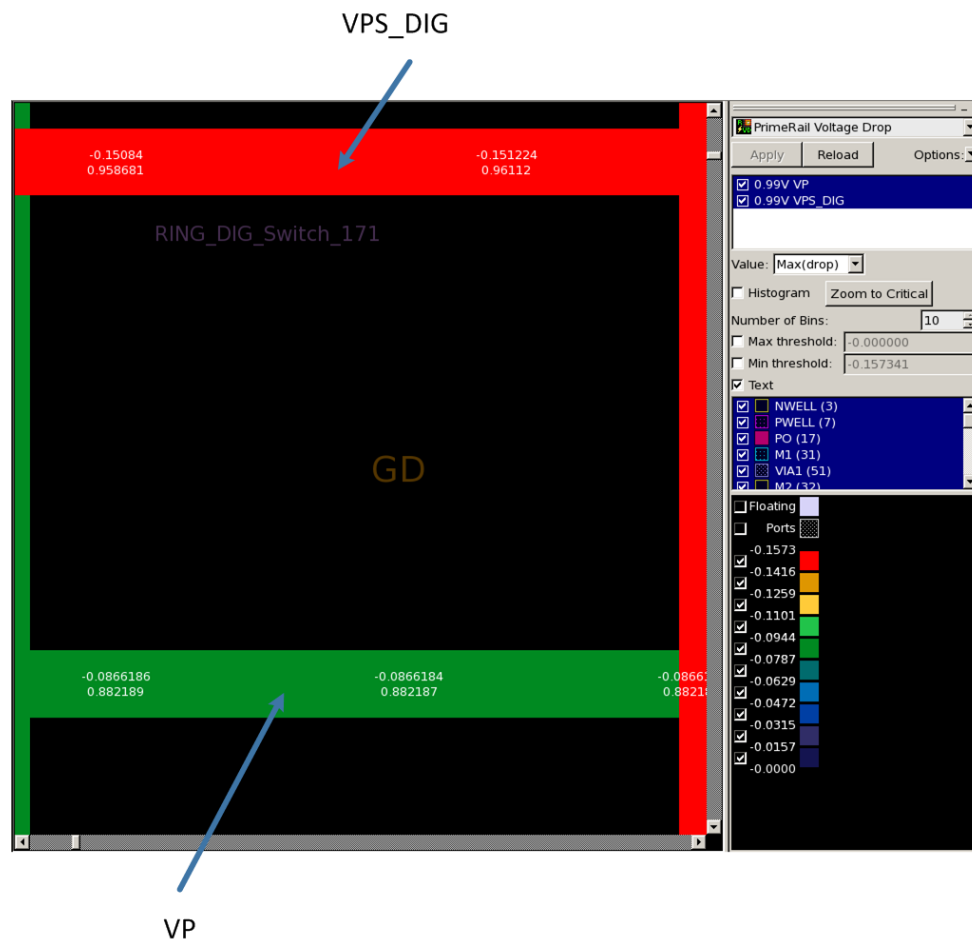 VPS_DIG
-0.15084
0.958681
-0.151224
0.96112
RING_DIG_Switch_171
GD
-0.0866186
0.882189
-0.0866184
0.882187
-0.0866
0.882
VP
PrimeRail Voltage Drop
Apply Reload Options:
0.99V VP
0.99V VPS_DIG
Value: Max(drop)
Histogram Zoom to Critical
Number of Bins: 10
Max threshold: -0.000000
Min threshold: -0.157341
Text
NWELL (3)
PWELL (7)
PO (17)
M1 (31)
VIA1 (51)
M2 (32)
Floating
Ports
-0.1573
-0.1416
-0.1259
-0.1101
-0.0944
-0.0787
-0.0629
-0.0472
-0.0315
-0.0157
-0.0000